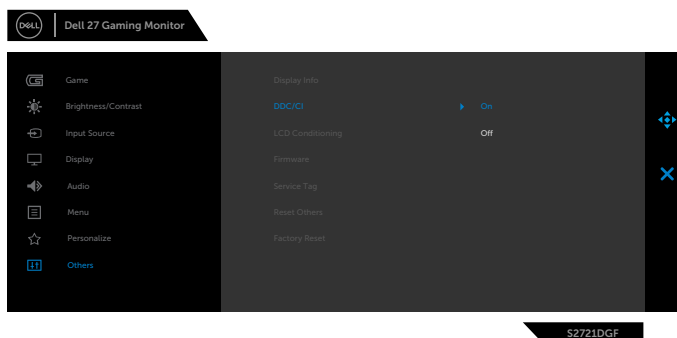 DELL
Dell 27 Gaming Monitor
Game
Brightness/Contrast
Input Source
Display
Audio
Menu
Personalize
Others
Display Info
DDC/CI
On
LCD Conditioning
Off
Firmware
Service Tag
Reset Others
Factory Reset
S2721DGF